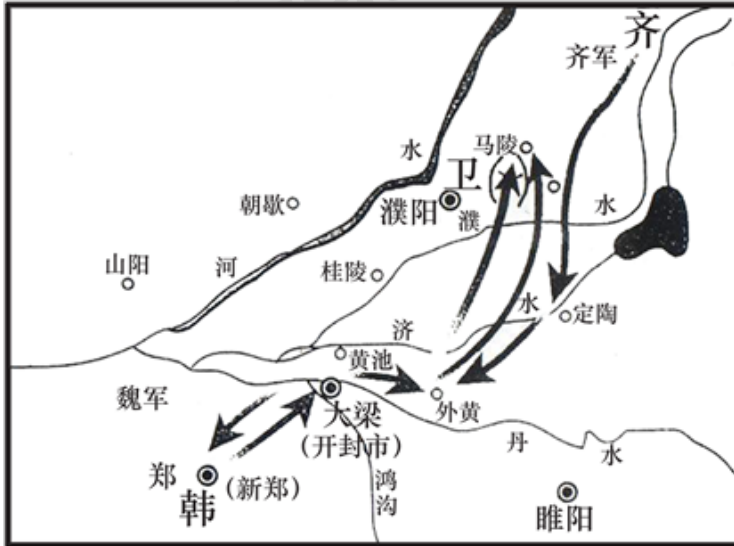 齐
齐军
马陵
水
卫
朝歌
濮阳
濮
水
山阳
河
桂陵
水
定陶
济
黄池
魏军
大梁
(开封市)
外黄
丹
水
郑
(新郑)
韩
鸿
沟
睢阳